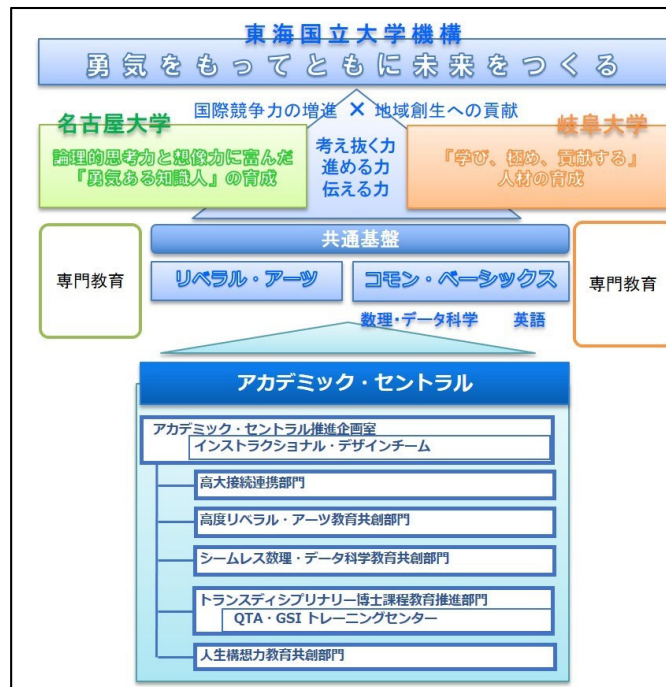 東海国立大学機構
勇気をもってともに未来をつくる
国際競争力の増進 × 地域創生への貢献
名古屋大学
論理的思考力と想像力に富んだ
『勇気ある知識人』の育成
考え抜く力
進める力
伝える力
岐阜大学
『学び、極め、貢献する』
人材の育成
共通基盤
専門教育
リベラル・アーツ
コモン・ベーシックス
専門教育
数理・データ科学 英語
アカデミック・セントラル
アカデミック・セントラル推進企画室
インストラクショナル・デザインチーム
高大接続連携部門
高度リベラル・アーツ教育共創部門
シームレス数理・データ科学教育共創部門
トランスディシプリナリー博士課程教育推進部門
QTA・GSI トレーニングセンター
人生構想力教育共創部門